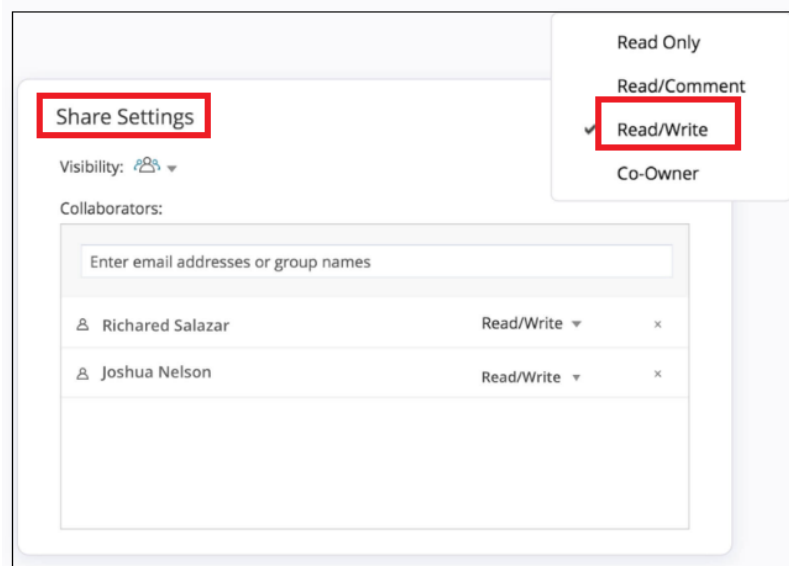 Read Only
Read/Comment
Read/Write
Co-Owner
Share Settings
Visibility:
Collaborators:
Enter email addresses or group names
Richared Salazar Read/Write ×
Joshua Nelson Read/Write ×